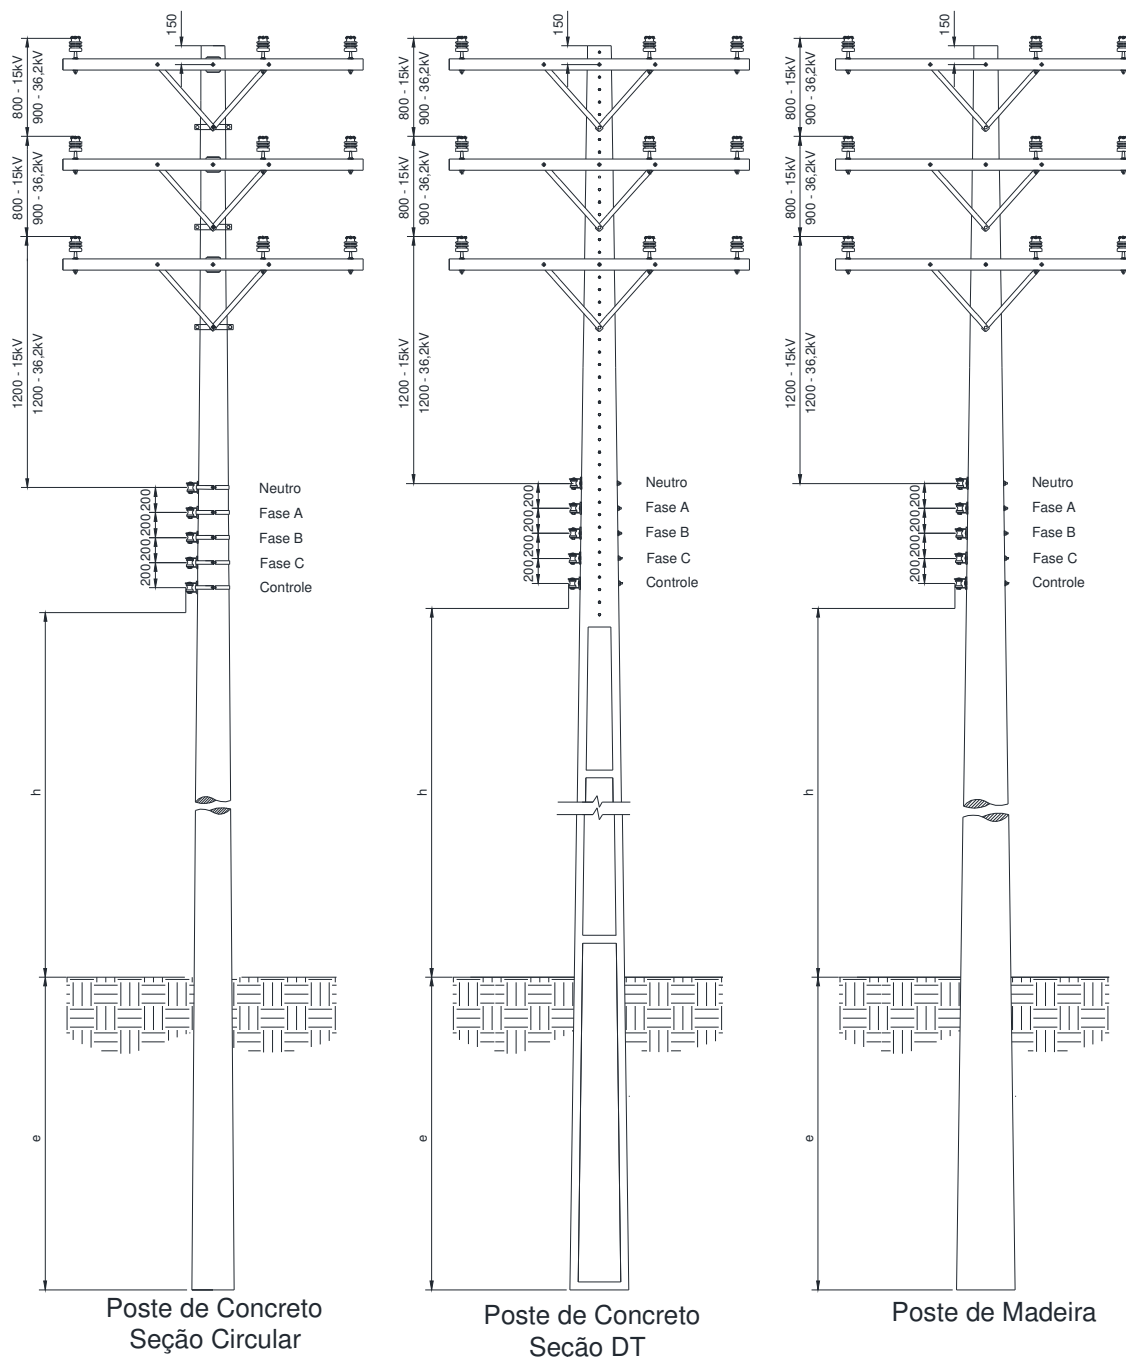 150
800 - 15kV
900 - 36,2kV
800 - 15kV
900 - 36,2kV
1200 - 15kV
1200 - 36,2kV
Neutro
Fase A
Fase B
Fase C
Controle
200
200
200
200
h
e
Poste de Concreto
Seção Circular
150
800 - 15kV
900 - 36,2kV
800 - 15kV
900 - 36,2kV
1200 - 15kV
1200 - 36,2kV
Neutro
Fase A
Fase B
Fase C
Controle
200
200
200
200
h
e
Poste de Concreto
Secão DT
150
800 - 15kV
900 - 36,2kV
800 - 15kV
900 - 36,2kV
1200 - 15kV
1200 - 36,2kV
Neutro
Fase A
Fase B
Fase C
Controle
200
200
200
200
h
e
Poste de Madeira